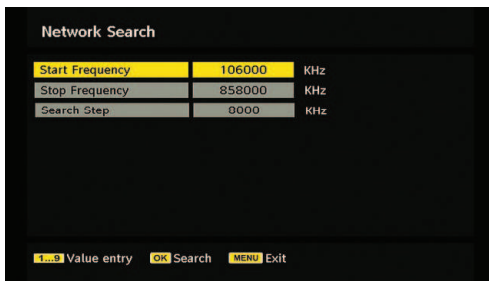 Network Search
Start Frequency 106000 KHz
Stop Frequency 858000 KHz
Search Step 8000 KHz
1...9 Value entry OK Search MENU Exit